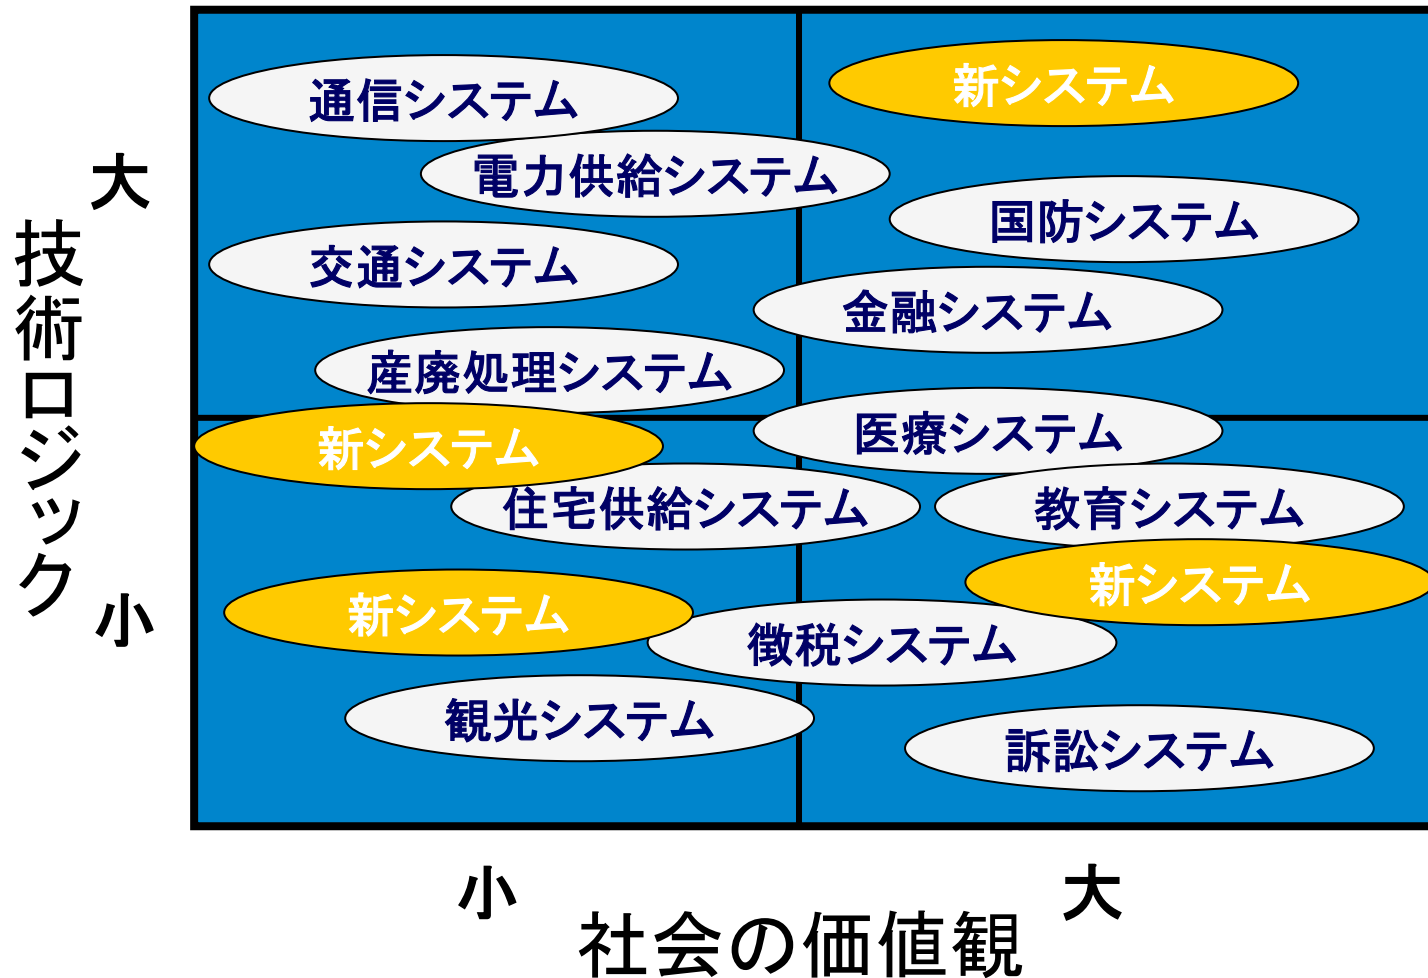 通信システム
新システム
電力供給システム
国防システム
交通システム
金融システム
産廃処理システム
医療システム
新システム
住宅供給システム
教育システム
新システム
新システム
徴税システム
観光システム
訴訟システム
大
技術ロジック
小
小
大
社会の価値観